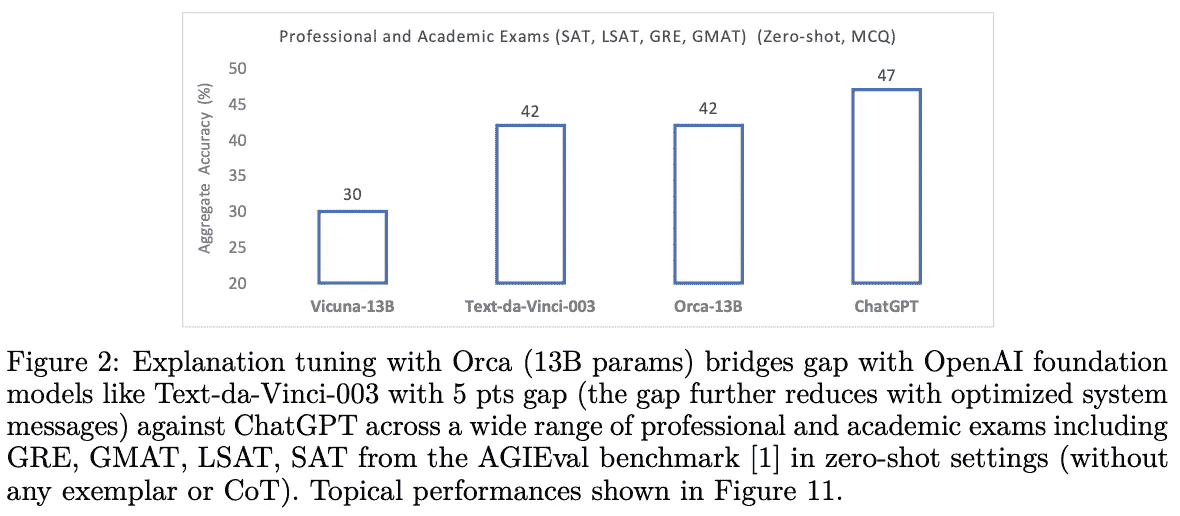 Professional and Academic Exams (SAT, LSAT, GRE, GMAT) (Zero-shot, MCQ)
Aggregate Accuracy (%)
50
45
40
35
30
25
20
30
42
42
47
Vicuna-13B
Text-da-Vinci-003
Orca-13B
ChatGPT
Figure 2: Explanation tuning with Orca (13B params) bridges gap with OpenAI foundation
models like Text-da-Vinci-003 with 5 pts gap (the gap further reduces with optimized system
messages) against ChatGPT across a wide range of professional and academic exams including
GRE, GMAT, LSAT, SAT from the AGIEval benchmark [1] in zero-shot settings (without
any exemplar or CoT). Topical performances shown in Figure 11.